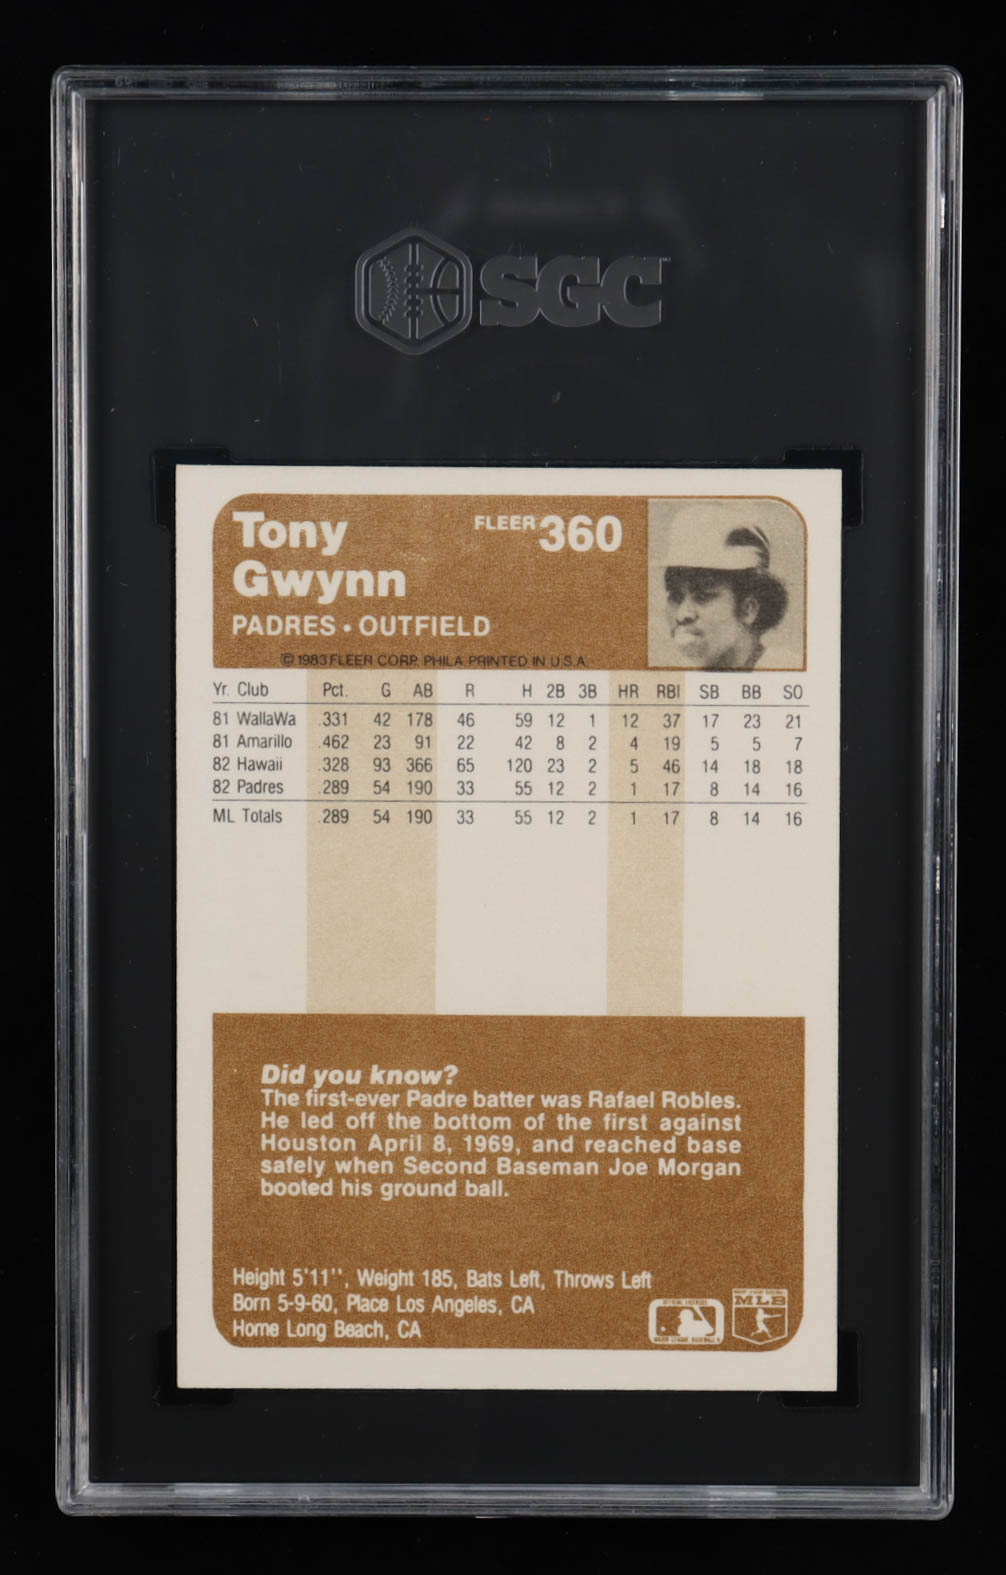 SGC
Tony
Gwynn
FLEER 360
PADRES • OUTFIELD
© 1983 FLEER CORP. PHILA. PRINTED IN U.S.A.
Yr. Club Pct. G AB R H 2B 3B HR RBI SB BB SO
81 WallaWa .331 42 178 46 59 12 1 12 37 17 23 21
81 Amarillo .462 23 91 22 42 8 2 4 19 5 5 7
82 Hawaii .328 93 366 65 120 23 2 5 46 14 18 18
82 Padres .289 54 190 33 55 12 2 1 17 8 14 16
ML Totals .289 54 190 33 55 12 2 1 17 8 14 16
Did you know?
The first-ever Padre batter was Rafael Robles.
He led off the bottom of the first against
Houston April 8, 1969, and reached base
safely when Second Baseman Joe Morgan
booted his ground ball.
Height 5'11'', Weight 185, Bats Left, Throws Left
Born 5-9-60, Place Los Angeles, CA
Home Long Beach, CA
MLB